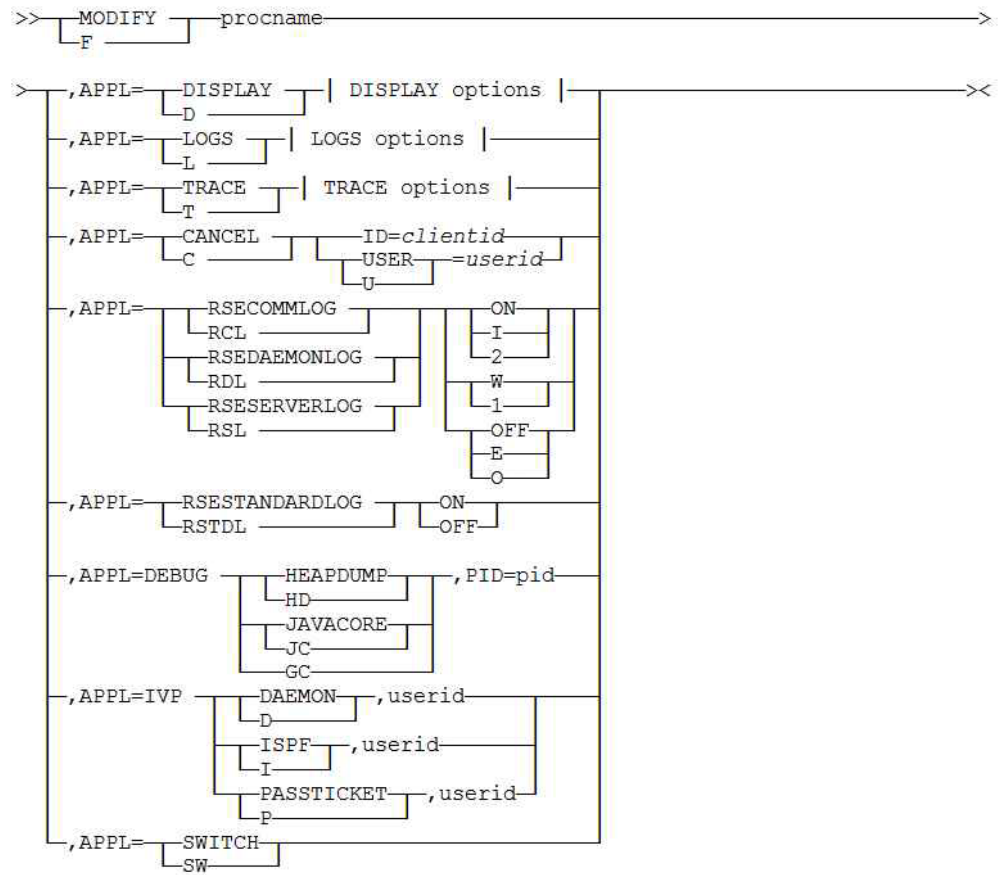 >> MODIFY procname >
F
> ,APPL= DISPLAY | DISPLAY options | ><
D
,APPL= LOGS | LOGS options |
L
,APPL= TRACE | TRACE options |
T
,APPL= CANCEL ID=clientid
C USER =userid
U
,APPL= RSECOMMLOG ON
RCL I
RSEDAEMONLOG 2
RDL W
RSESERVERLOG 1
RSL OFF
E
O
,APPL= RSESTANDARDLOG ON
RSTDL OFF
,APPL=DEBUG HEAPDUMP ,PID=pid
HD
JAVACORE
JC
GC
,APPL=IVP DAEMON ,userid
D
ISPF ,userid
I
PASSTICKET ,userid
P
,APPL= SWITCH
SW